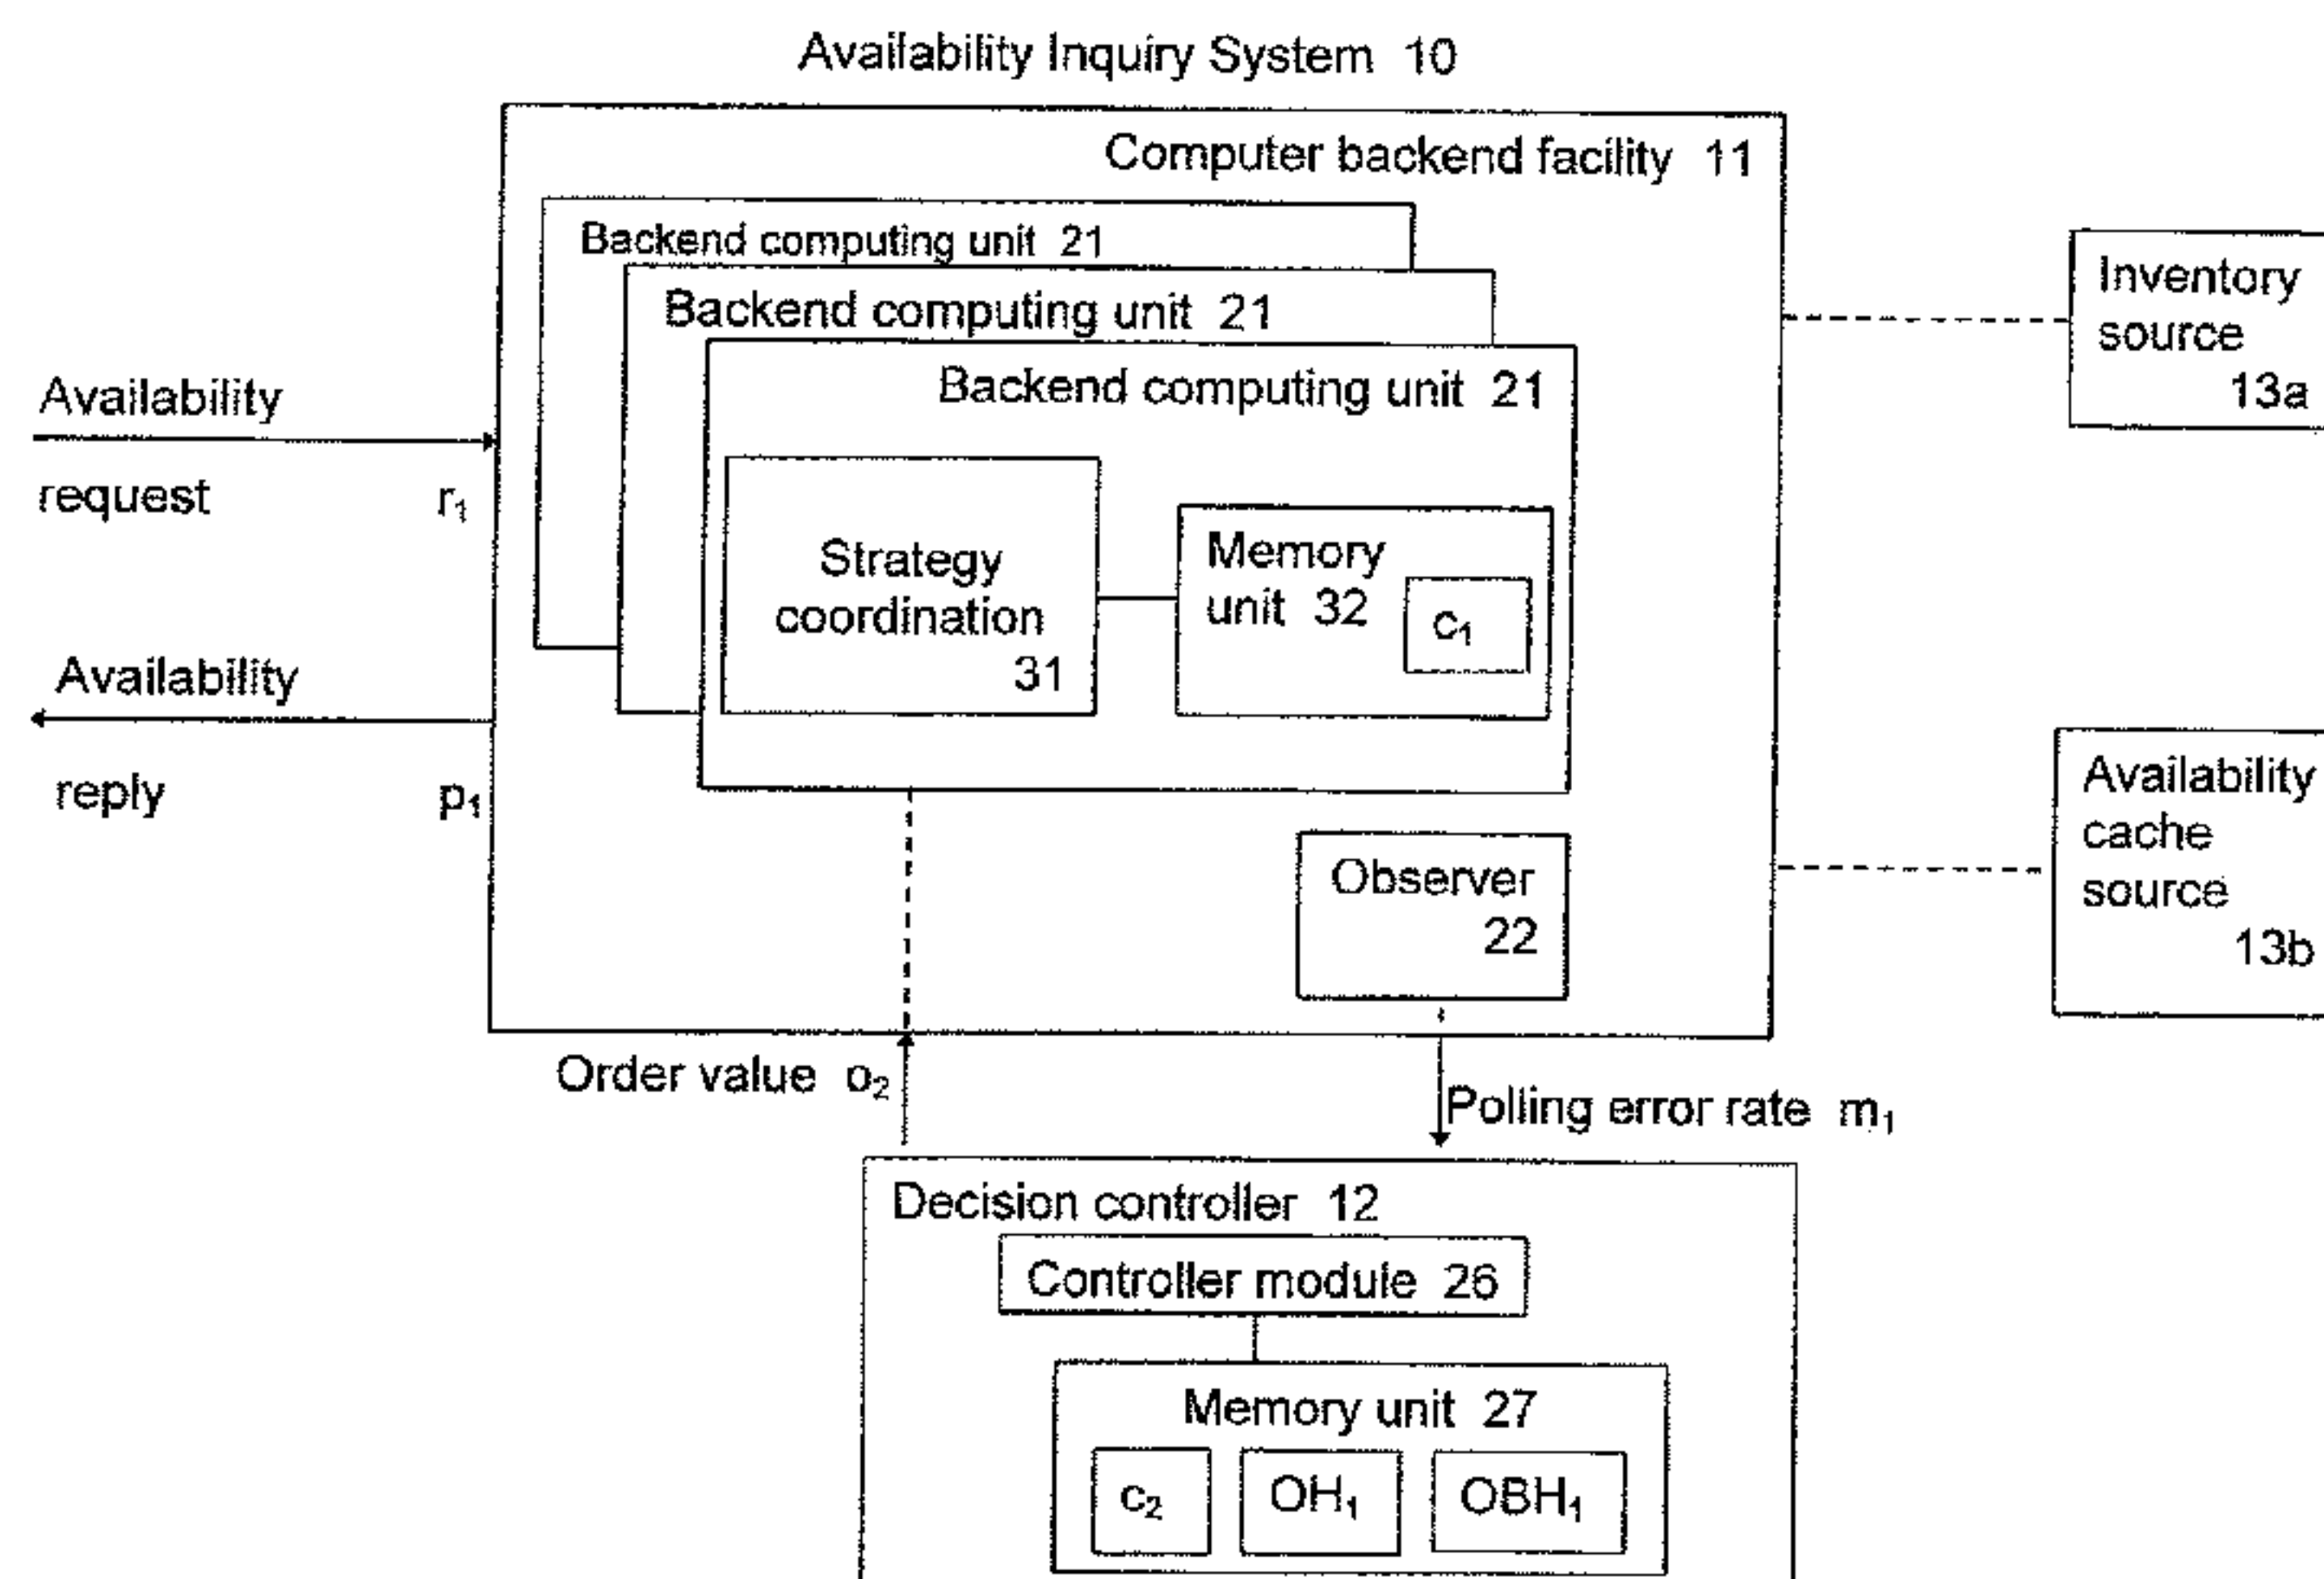 Availability Inquiry System 10
Computer backend facility 11
Backend computing unit 21
Backend computing unit 21
Backend computing unit 21
Strategy
coordination
31
Memory
unit 32
c₁
Availability
request r₁
Availability
reply p₁
Inventory
source
13a
Availability
cache
source
13b
Observer
22
Order value o₂
Polling error rate m₁
Decision controller 12
Controller module 26
Memory unit 27
c₂ OH₁ OBH₁